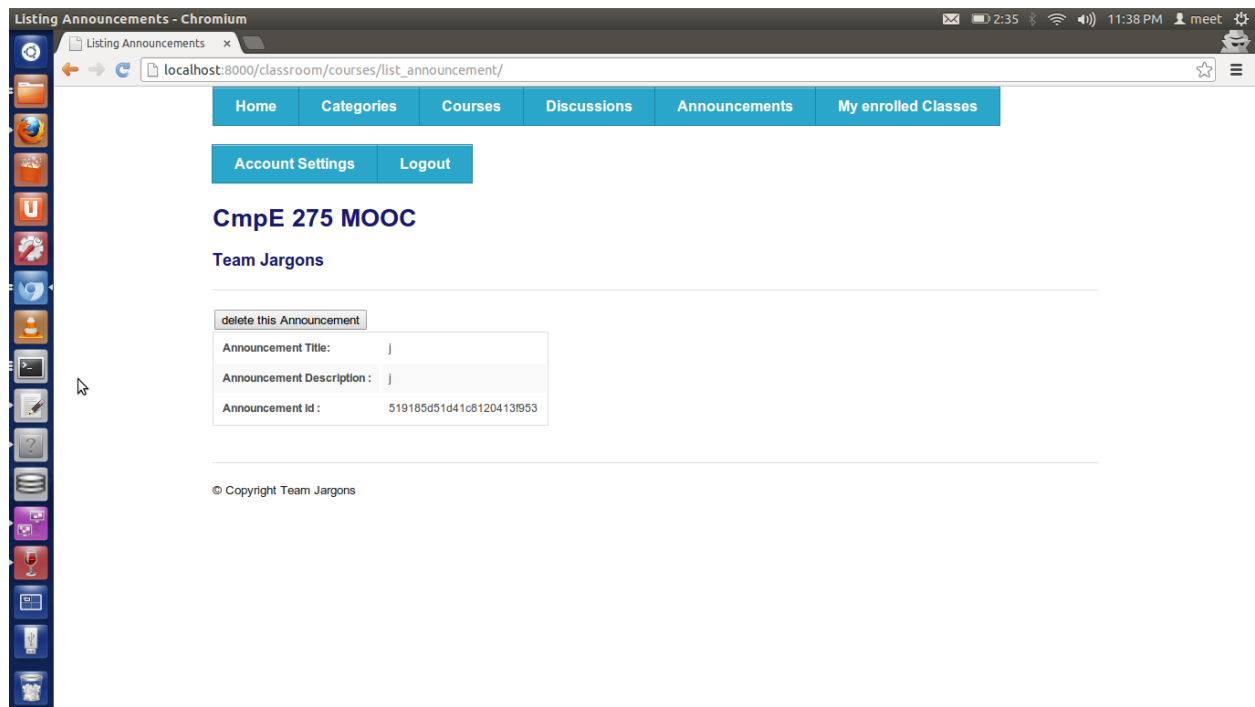 Listing Announcements - Chromium 2:35 11:38 PM meet
Listing Announcements
localhost:8000/classroom/courses/list_announcement/
Home Categories Courses Discussions Announcements My enrolled Classes
Account Settings Logout
CmpE 275 MOOC
Team Jargons
delete this Announcement
Announcement Title: j
Announcement Description : j
Announcement id : 519185d51d41c8120413f953
© Copyright Team Jargons